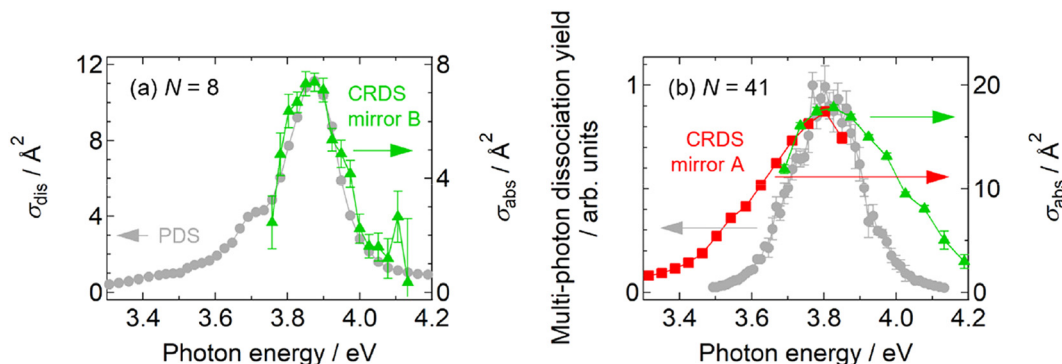 (a) N = 8
CRDS
mirror B
PDS
σdis / Å²
12
8
4
0
σabs / Å²
8
4
0
3.4 3.6 3.8 4.0 4.2
Photon energy / eV
(b) N = 41
CRDS
mirror A
Multi-photon dissociation yield
/ arb. units
1
0
σabs / Å²
20
10
0
3.4 3.6 3.8 4.0 4.2
Photon energy / eV